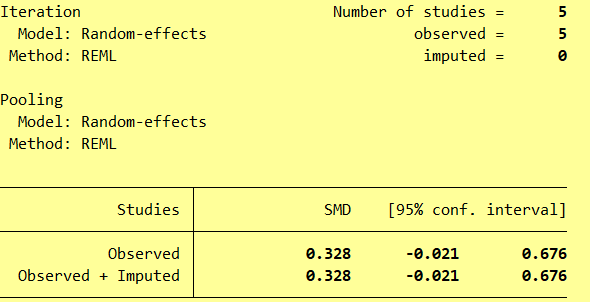 Iteration Number of studies = 5
Model: Random-effects observed = 5
Method: REML imputed = 0
Pooling
Model: Random-effects
Method: REML
Studies SMD [95% conf. interval]
Observed 0.328 -0.021 0.676
Observed + Imputed 0.328 -0.021 0.676